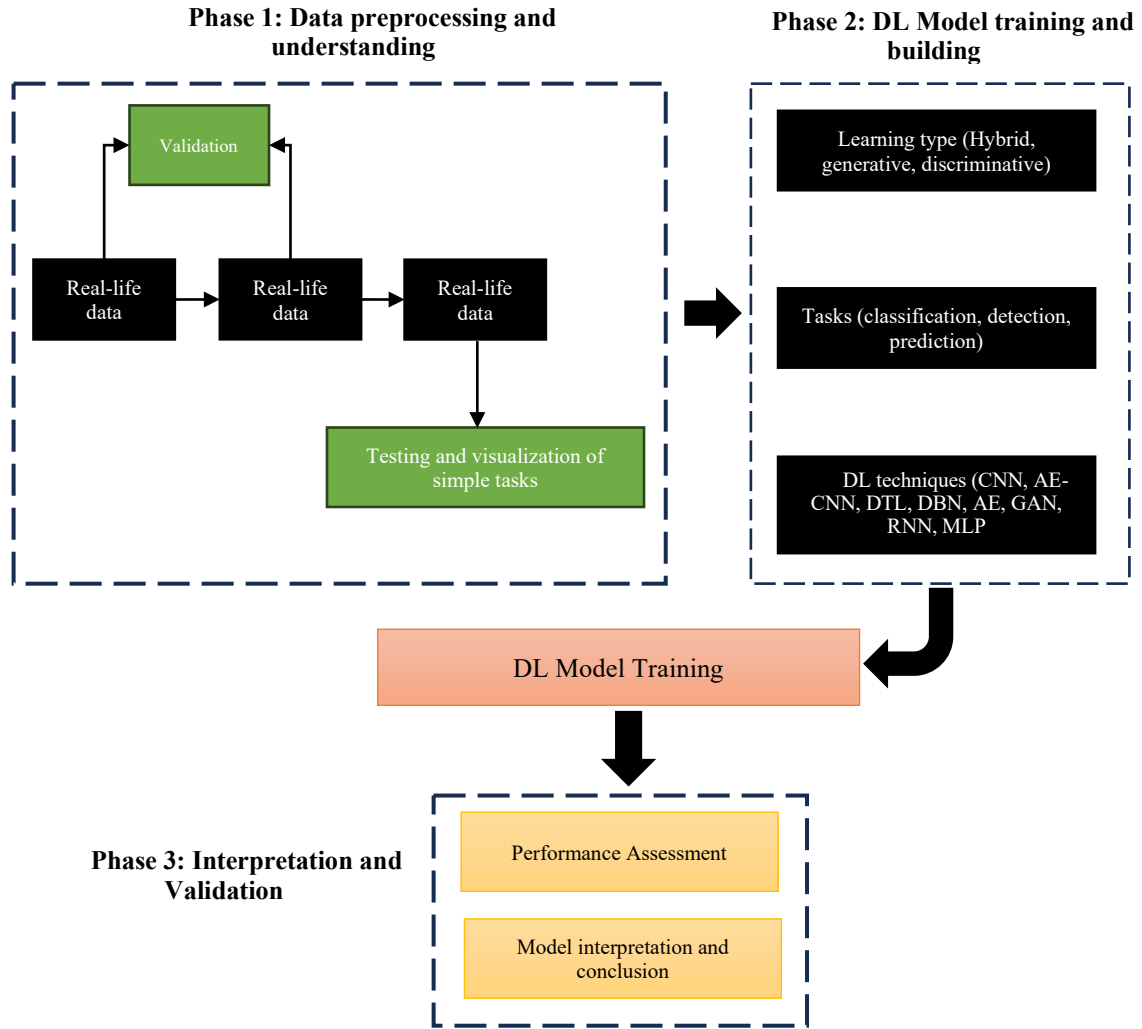 Phase 1: Data preprocessing and
understanding
Phase 2: DL Model training and
building
Validation
Real-life
data
Real-life
data
Real-life
data
Testing and visualization of
simple tasks
Learning type (Hybrid,
generative, discriminative)
Tasks (classification, detection,
prediction)
DL techniques (CNN, AE-
CNN, DTL, DBN, AE, GAN,
RNN, MLP
DL Model Training
Phase 3: Interpretation and
Validation
Performance Assessment
Model interpretation and
conclusion